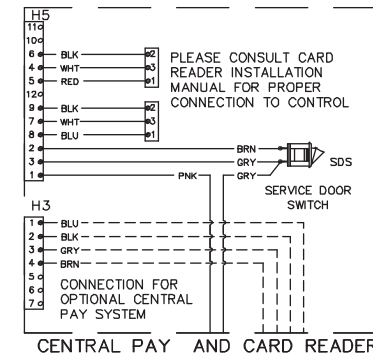 H5
11
10
6 BLK 2
4 WHT 3
5 RED 1
PLEASE CONSULT CARD
READER INSTALLATION
MANUAL FOR PROPER
CONNECTION TO CONTROL
12
9 BLK 2
7 WHT 3
8 BLU 1
2 BRN
3 GRY
SDS
1 PNK GRY
SERVICE DOOR
SWITCH
H3
1 BLU
2 BLK
3 GRY
4 BRN
5
6
7
CONNECTION FOR
OPTIONAL CENTRAL
PAY SYSTEM
CENTRAL PAY AND CARD READER